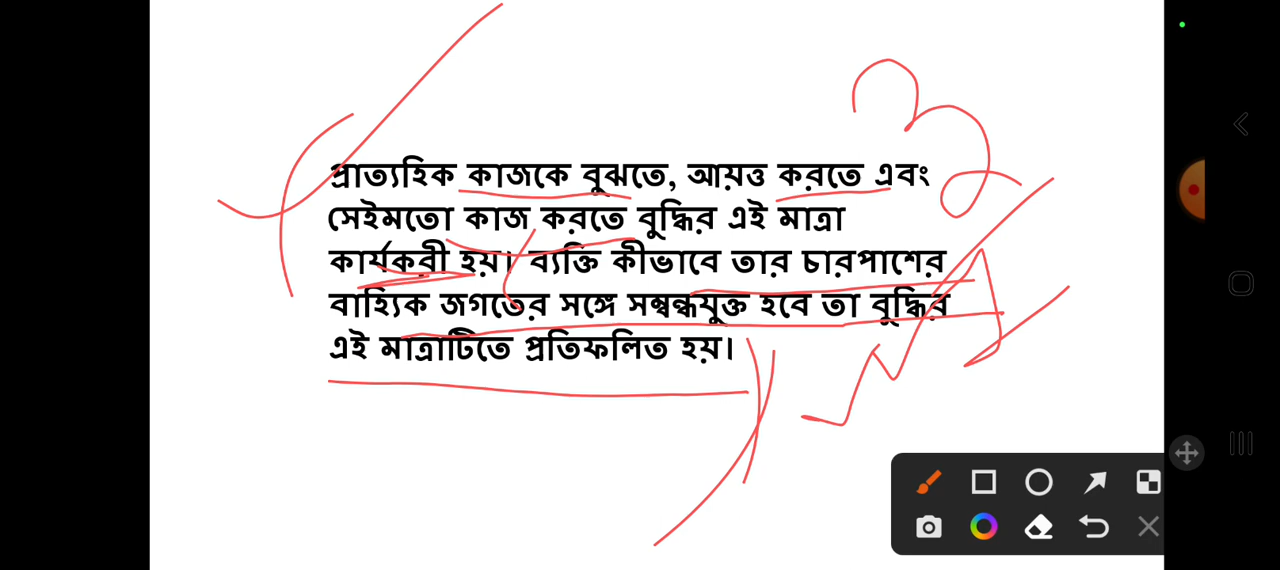 প্রাত্যহিক কাজকে বুঝতে, আয়ত্ত করতে এবং
সেইমতো কাজ করতে বুদ্ধির এই মাত্রা
কার্যকরী হয়। ব্যক্তি কীভাবে তার চারপাশের
বাহ্যিক জগতের সঙ্গে সম্বন্ধযুক্ত হবে তা বুদ্ধির
এই মাত্রাটিতে প্রতিফলিত হয়।